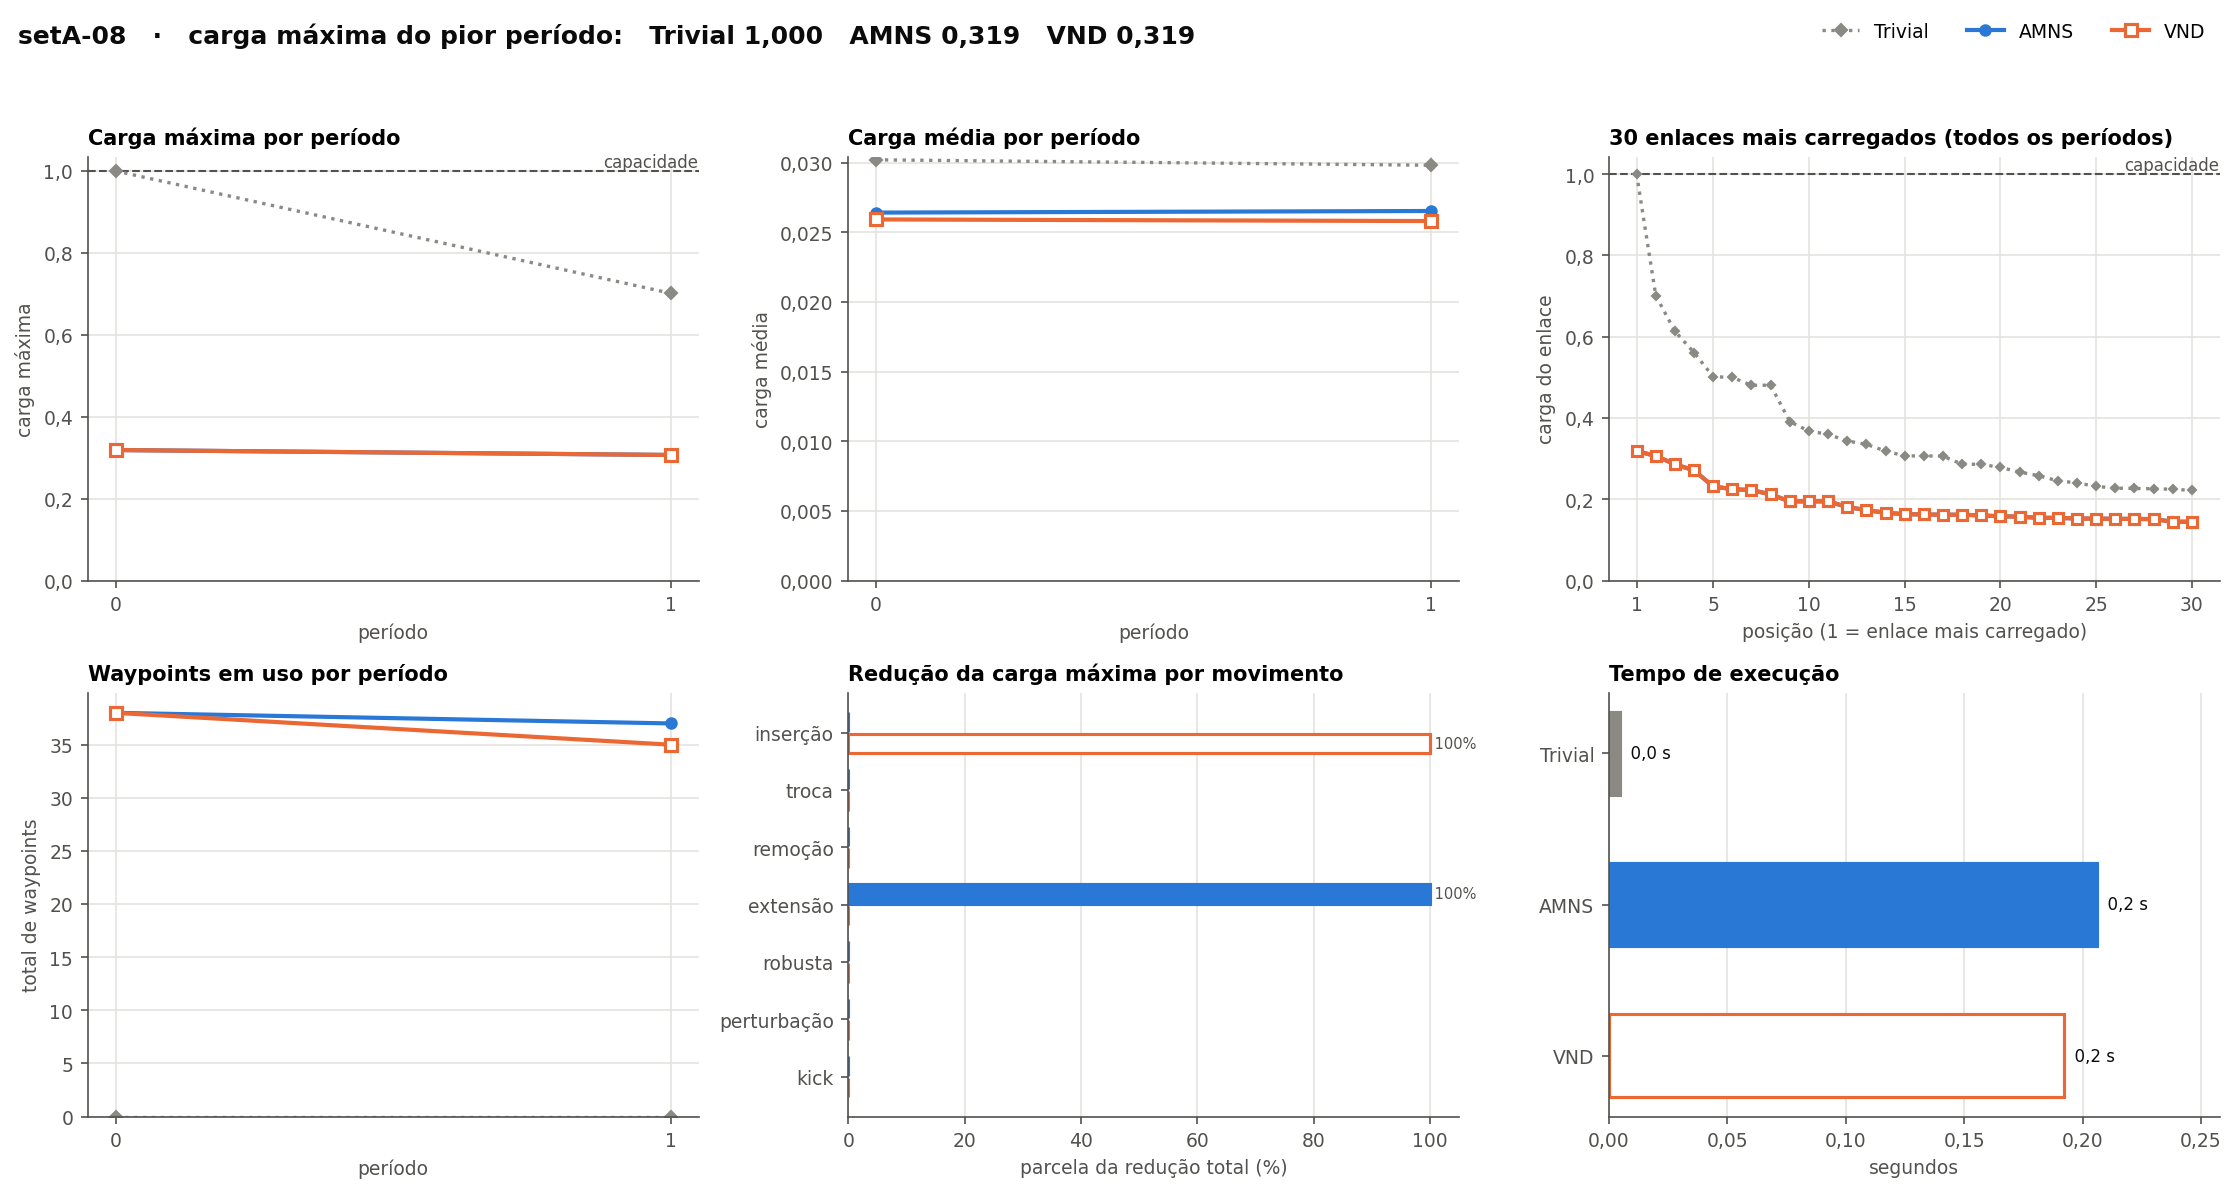 setA-08 · carga máxima do pior período: Trivial 1,000 AMNS 0,319 VND 0,319
Trivial AMNS VND
Carga máxima por período
capacidade
1,0
0,8
0,6
0,4
0,2
0,0
carga máxima
0 1
período
Carga média por período
0,030
0,025
0,020
0,015
0,010
0,005
0,000
carga média
0 1
período
30 enlaces mais carregados (todos os períodos)
capacidade
1,0
0,8
0,6
0,4
0,2
0,0
carga do enlace
1 5 10 15 20 25 30
posição (1 = enlace mais carregado)
Waypoints em uso por período
35
30
25
20
15
10
5
0
total de waypoints
0 1
período
Redução da carga máxima por movimento
inserção
100%
troca
remoção
extensão
100%
robusta
perturbação
kick
0 20 40 60 80 100
parcela da redução total (%)
Tempo de execução
Trivial
0,0 s
AMNS
0,2 s
VND
0,2 s
0,00 0,05 0,10 0,15 0,20 0,25
segundos